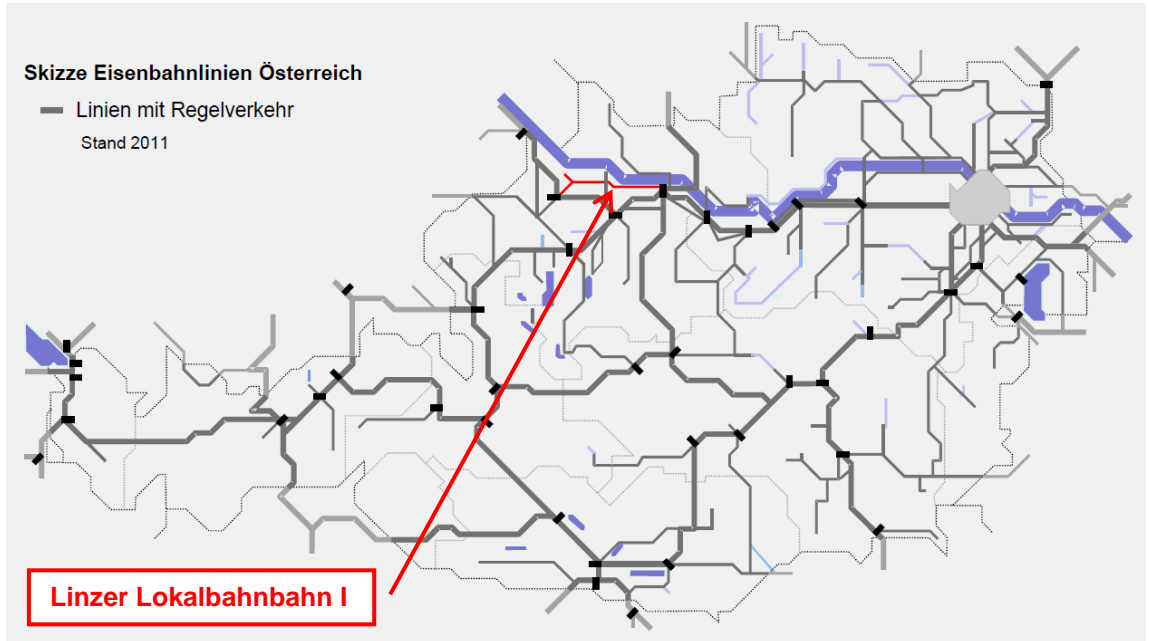 Skizze Eisenbahnlinien Österreich
Linien mit Regelverkehr
Stand 2011
Linzer Lokalbahnbahn I